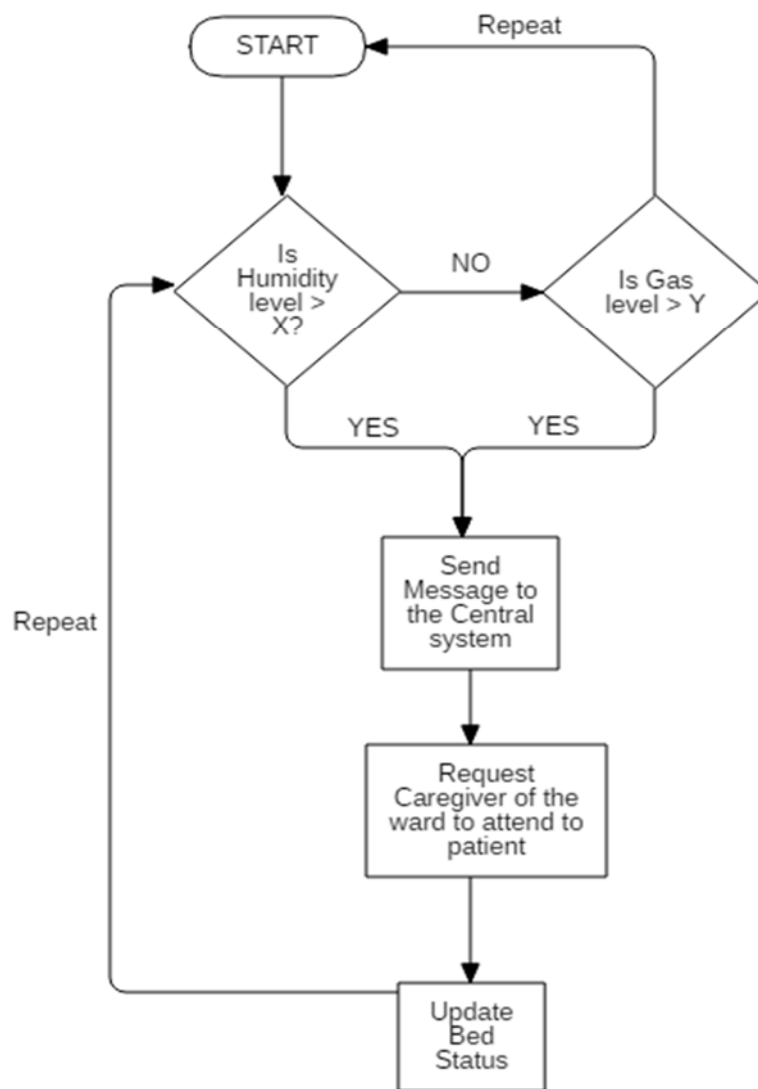 Repeat
START
Is
Humidity
level >
X?
NO
Is Gas
level > Y
YES
YES
Send
Message to
the Central
system
Repeat
Request
Caregiver of the
ward to attend to
patient
Update
Bed
Status